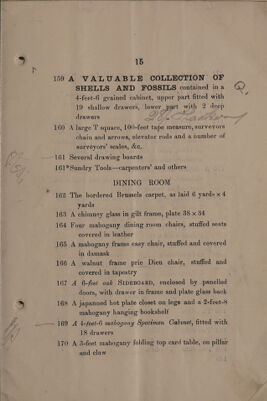 15
159 A VALUABLE COLLECTION OF
SHELLS AND FOSSILS contained in a
4-feet-6 grained cabinet, upper part fitted with
19 shallow drawers, lower part with 2 deep
drawers
160 A large T square, 100-feet tape measure, surveyors
chain and arrows, elevator rods and a number of
surveyors' scales, &c.
161 Several drawing boards
161*Sundry Tools—carpenters' and others
DINING ROOM
162 The bordered Brussels carpet, as laid 6 yards × 4
yards
163 A chimney glass in gilt frame, plate 38 × 54
164 Four mahogany dining room chairs, stuffed seats
covered in leather
165 A mahogany frame easy chair, stuffed and covered
in damask
166 A walnut frame prie Dieu chair, stuffed and
covered in tapestry
167 A 6-feet oak SIDEBOARD, enclosed by panelled
doors, with drawer in frame and plate glass back
168 A japanned hot plate closet on legs and a 2-feet-8
mahogany hanging bookshelf
169 A 4-feet-6 mahogany Specimen Cabinet, fitted with
18 drawers
170 A 3-feet mahogany folding top card table, on pillar
and claw